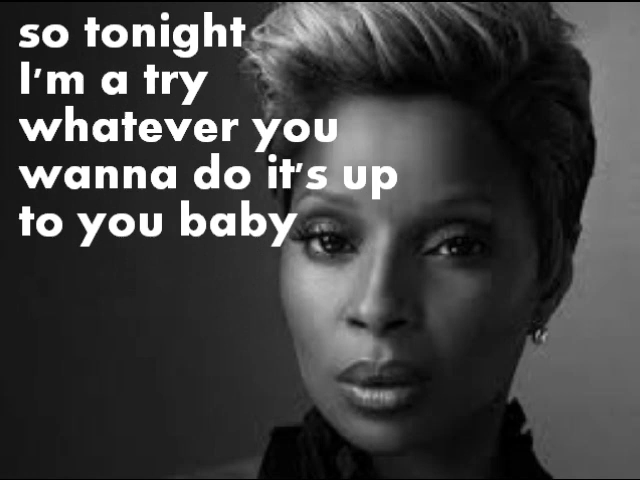 so tonight
I'm a try
whatever you
wanna do it's up
to you baby